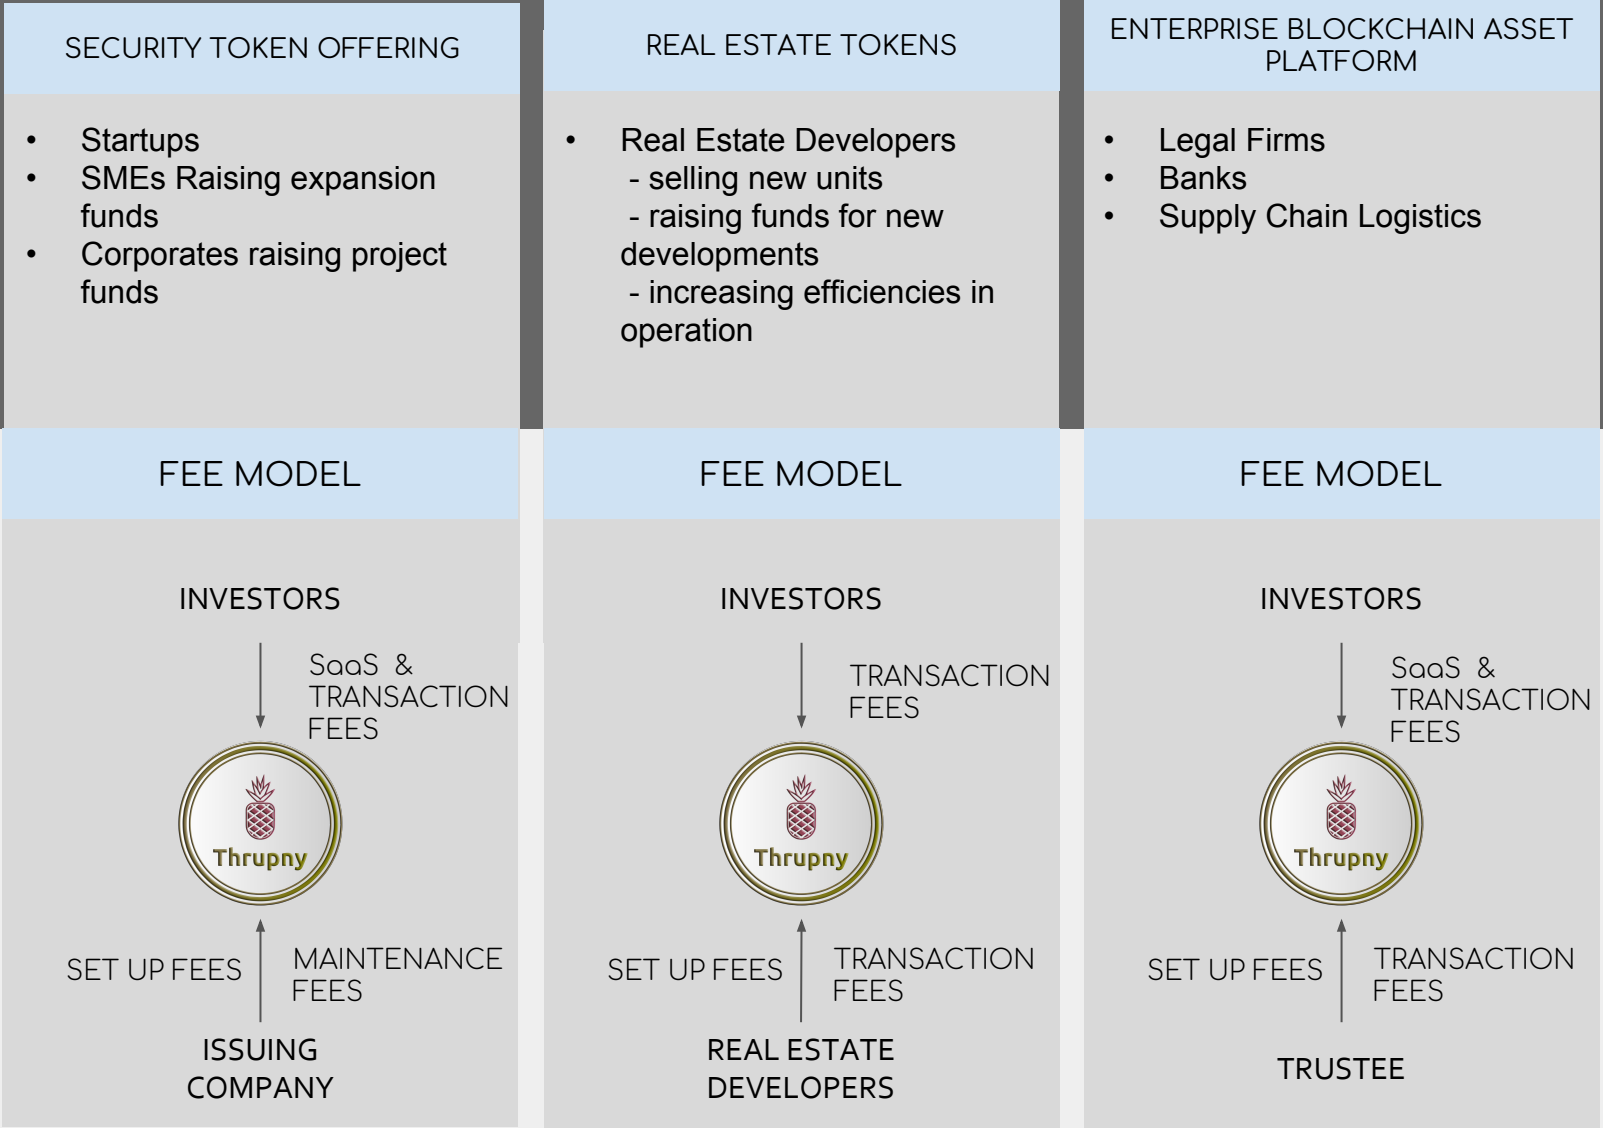 SECURITY TOKEN OFFERING
• Startups
• SMEs Raising expansion
funds
• Corporates raising project
funds
REAL ESTATE TOKENS
• Real Estate Developers
- selling new units
- raising funds for new
developments
- increasing efficiencies in
operation
ENTERPRISE BLOCKCHAIN ASSET
PLATFORM
• Legal Firms
• Banks
• Supply Chain Logistics
FEE MODEL
INVESTORS
SaaS &
TRANSACTION
FEES
Thrupny
SET UP FEES
MAINTENANCE
FEES
ISSUING
COMPANY
FEE MODEL
INVESTORS
TRANSACTION
FEES
Thrupny
SET UP FEES
TRANSACTION
FEES
REAL ESTATE
DEVELOPERS
FEE MODEL
INVESTORS
SaaS &
TRANSACTION
FEES
Thrupny
SET UP FEES
TRANSACTION
FEES
TRUSTEE